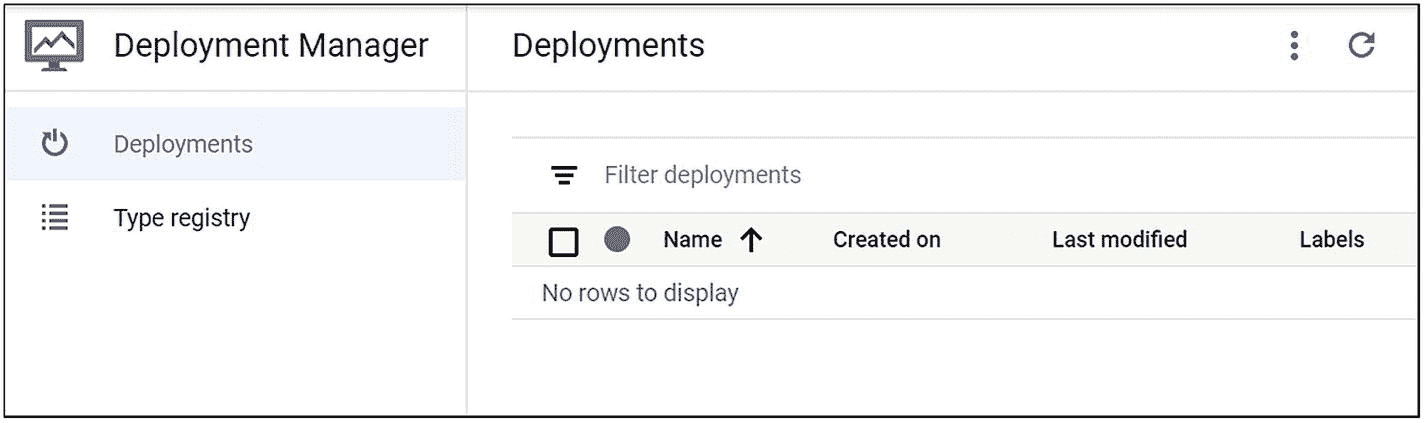 Deployment Manager
Deployments
Deployments
Type registry
Filter deployments
Name Created on Last modified Labels
No rows to display